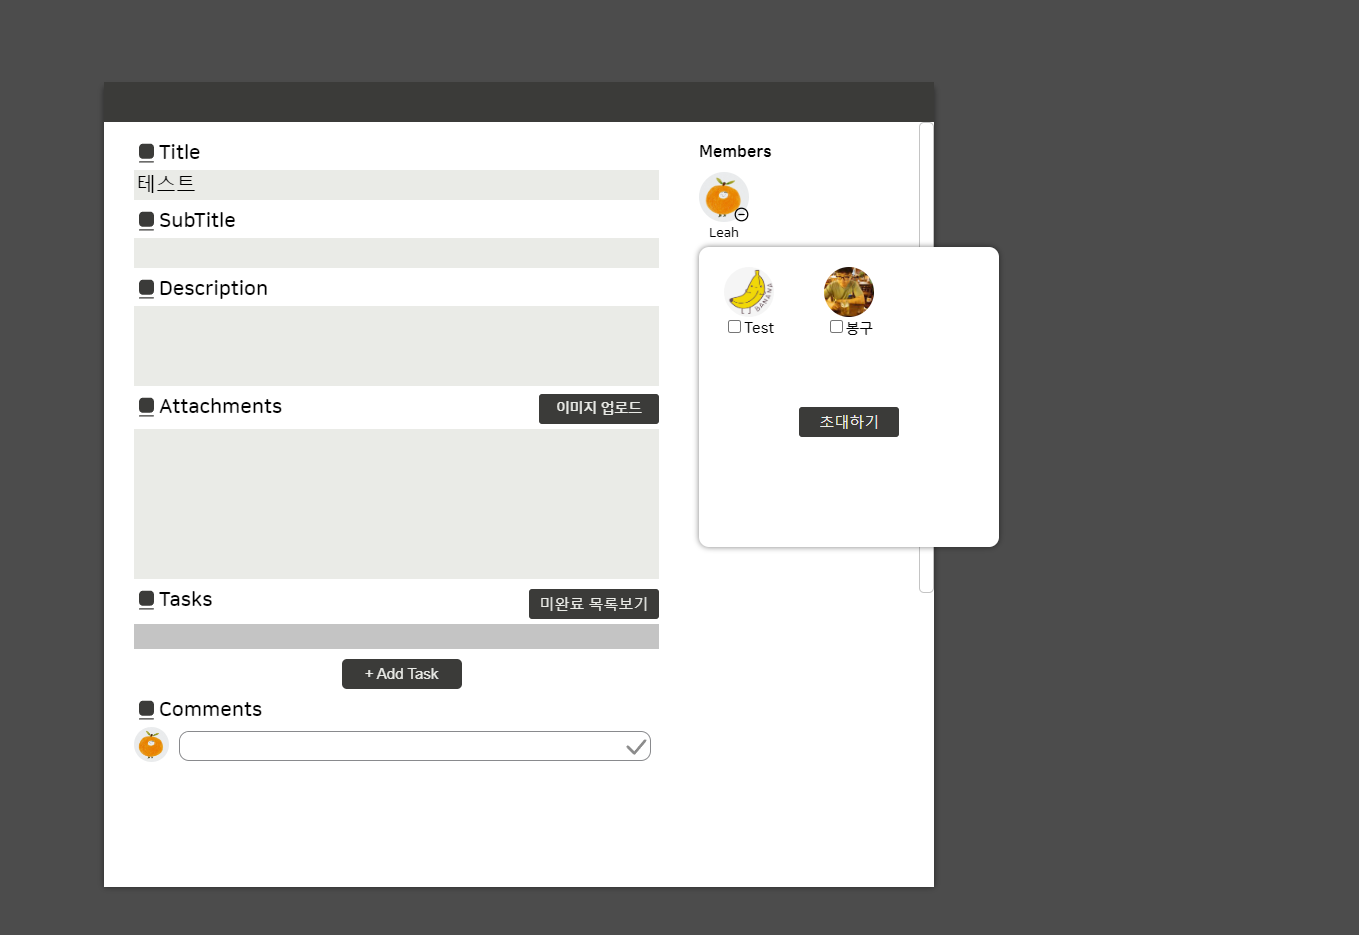 Title
테스트
SubTitle
Description
Attachments
이미지 업로드
Tasks
미완료 목록보기
+ Add Task
Comments
Members
Leah
BANANA
Test
봉구
초대하기